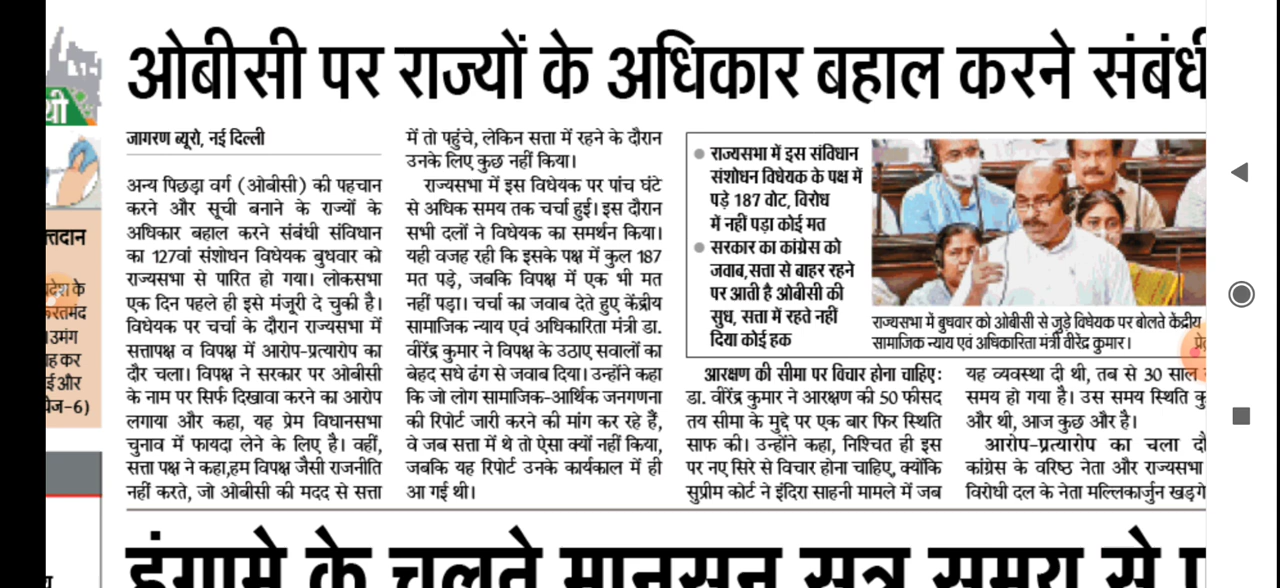 ओबीसी पर राज्यों के अधिकार बहाल करने संबंधी
जागरण ब्यूरो, नई दिल्ली
अन्य पिछड़ा वर्ग (ओबीसी) की पहचान
करने और सूची बनाने के राज्यों के
अधिकार बहाल करने संबंधी संविधान
का 127वां संशोधन विधेयक बुधवार को
राज्यसभा से पारित हो गया। लोकसभा
एक दिन पहले ही इसे मंजूरी दे चुकी है।
विधेयक पर चर्चा के दौरान राज्यसभा में
सत्तापक्ष व विपक्ष में आरोप-प्रत्यारोप का
दौर चला। विपक्ष ने सरकार पर ओबीसी
के नाम पर सिर्फ दिखावा करने का आरोप
लगाया और कहा, यह प्रेम विधानसभा
चुनाव में फायदा लेने के लिए है। वहीं,
सत्ता पक्ष ने कहा,हम विपक्ष जैसी राजनीति
नहीं करते, जो ओबीसी की मदद से सत्ता
में तो पहुंचे, लेकिन सत्ता में रहने के दौरान
उनके लिए कुछ नहीं किया।
राज्यसभा में इस विधेयक पर पांच घंटे
से अधिक समय तक चर्चा हुई। इस दौरान
सभी दलों ने विधेयक का समर्थन किया।
यही वजह रही कि इसके पक्ष में कुल 187
मत पड़े, जबकि विपक्ष में एक भी मत
नहीं पड़ा। चर्चा का जवाब देते हुए केंद्रीय
सामाजिक न्याय एवं अधिकारिता मंत्री डा.
वीरेंद्र कुमार ने विपक्ष के उठाए सवालों का
बेहद सधे ढंग से जवाब दिया। उन्होंने कहा
कि जो लोग सामाजिक-आर्थिक जनगणना
की रिपोर्ट जारी करने की मांग कर रहे हैं,
वे जब सत्ता में थे तो ऐसा क्यों नहीं किया,
जबकि यह रिपोर्ट उनके कार्यकाल में ही
आ गई थी।
राज्यसभा में इस संविधान
संशोधन विधेयक के पक्ष में
पड़े 187 वोट, विरोध
में नहीं पड़ा कोई मत
सरकार का कांग्रेस को
जवाब,सत्ता से बाहर रहने
पर आती है ओबीसी की
सुध, सत्ता में रहते नहीं
दिया कोई हक
राज्यसभा में बुधवार को ओबीसी से जुड़े विधेयक पर बोलते केंद्रीय
सामाजिक न्याय एवं अधिकारिता मंत्री वीरेंद्र कुमार।
आरक्षण की सीमा पर विचार होना चाहिए:
डा. वीरेंद्र कुमार ने आरक्षण की 50 फीसद
तय सीमा के मुद्दे पर एक बार फिर स्थिति
साफ की। उन्होंने कहा, निश्चित ही इस
पर नए सिरे से विचार होना चाहिए, क्योंकि
सुप्रीम कोर्ट ने इंदिरा साहनी मामले में जब
यह व्यवस्था दी थी, तब से 30 साल
समय हो गया है। उस समय स्थिति
और थी, आज कुछ और है।
आरोप-प्रत्यारोप का चला
कांग्रेस के वरिष्ठ नेता और राज्यसभा
विरोधी दल के नेता मल्लिकार्जुन खड़गे
हंगामे के चलते मानसून सत्र समय से
थी
के
उमंग
कर
और
पेज-6)